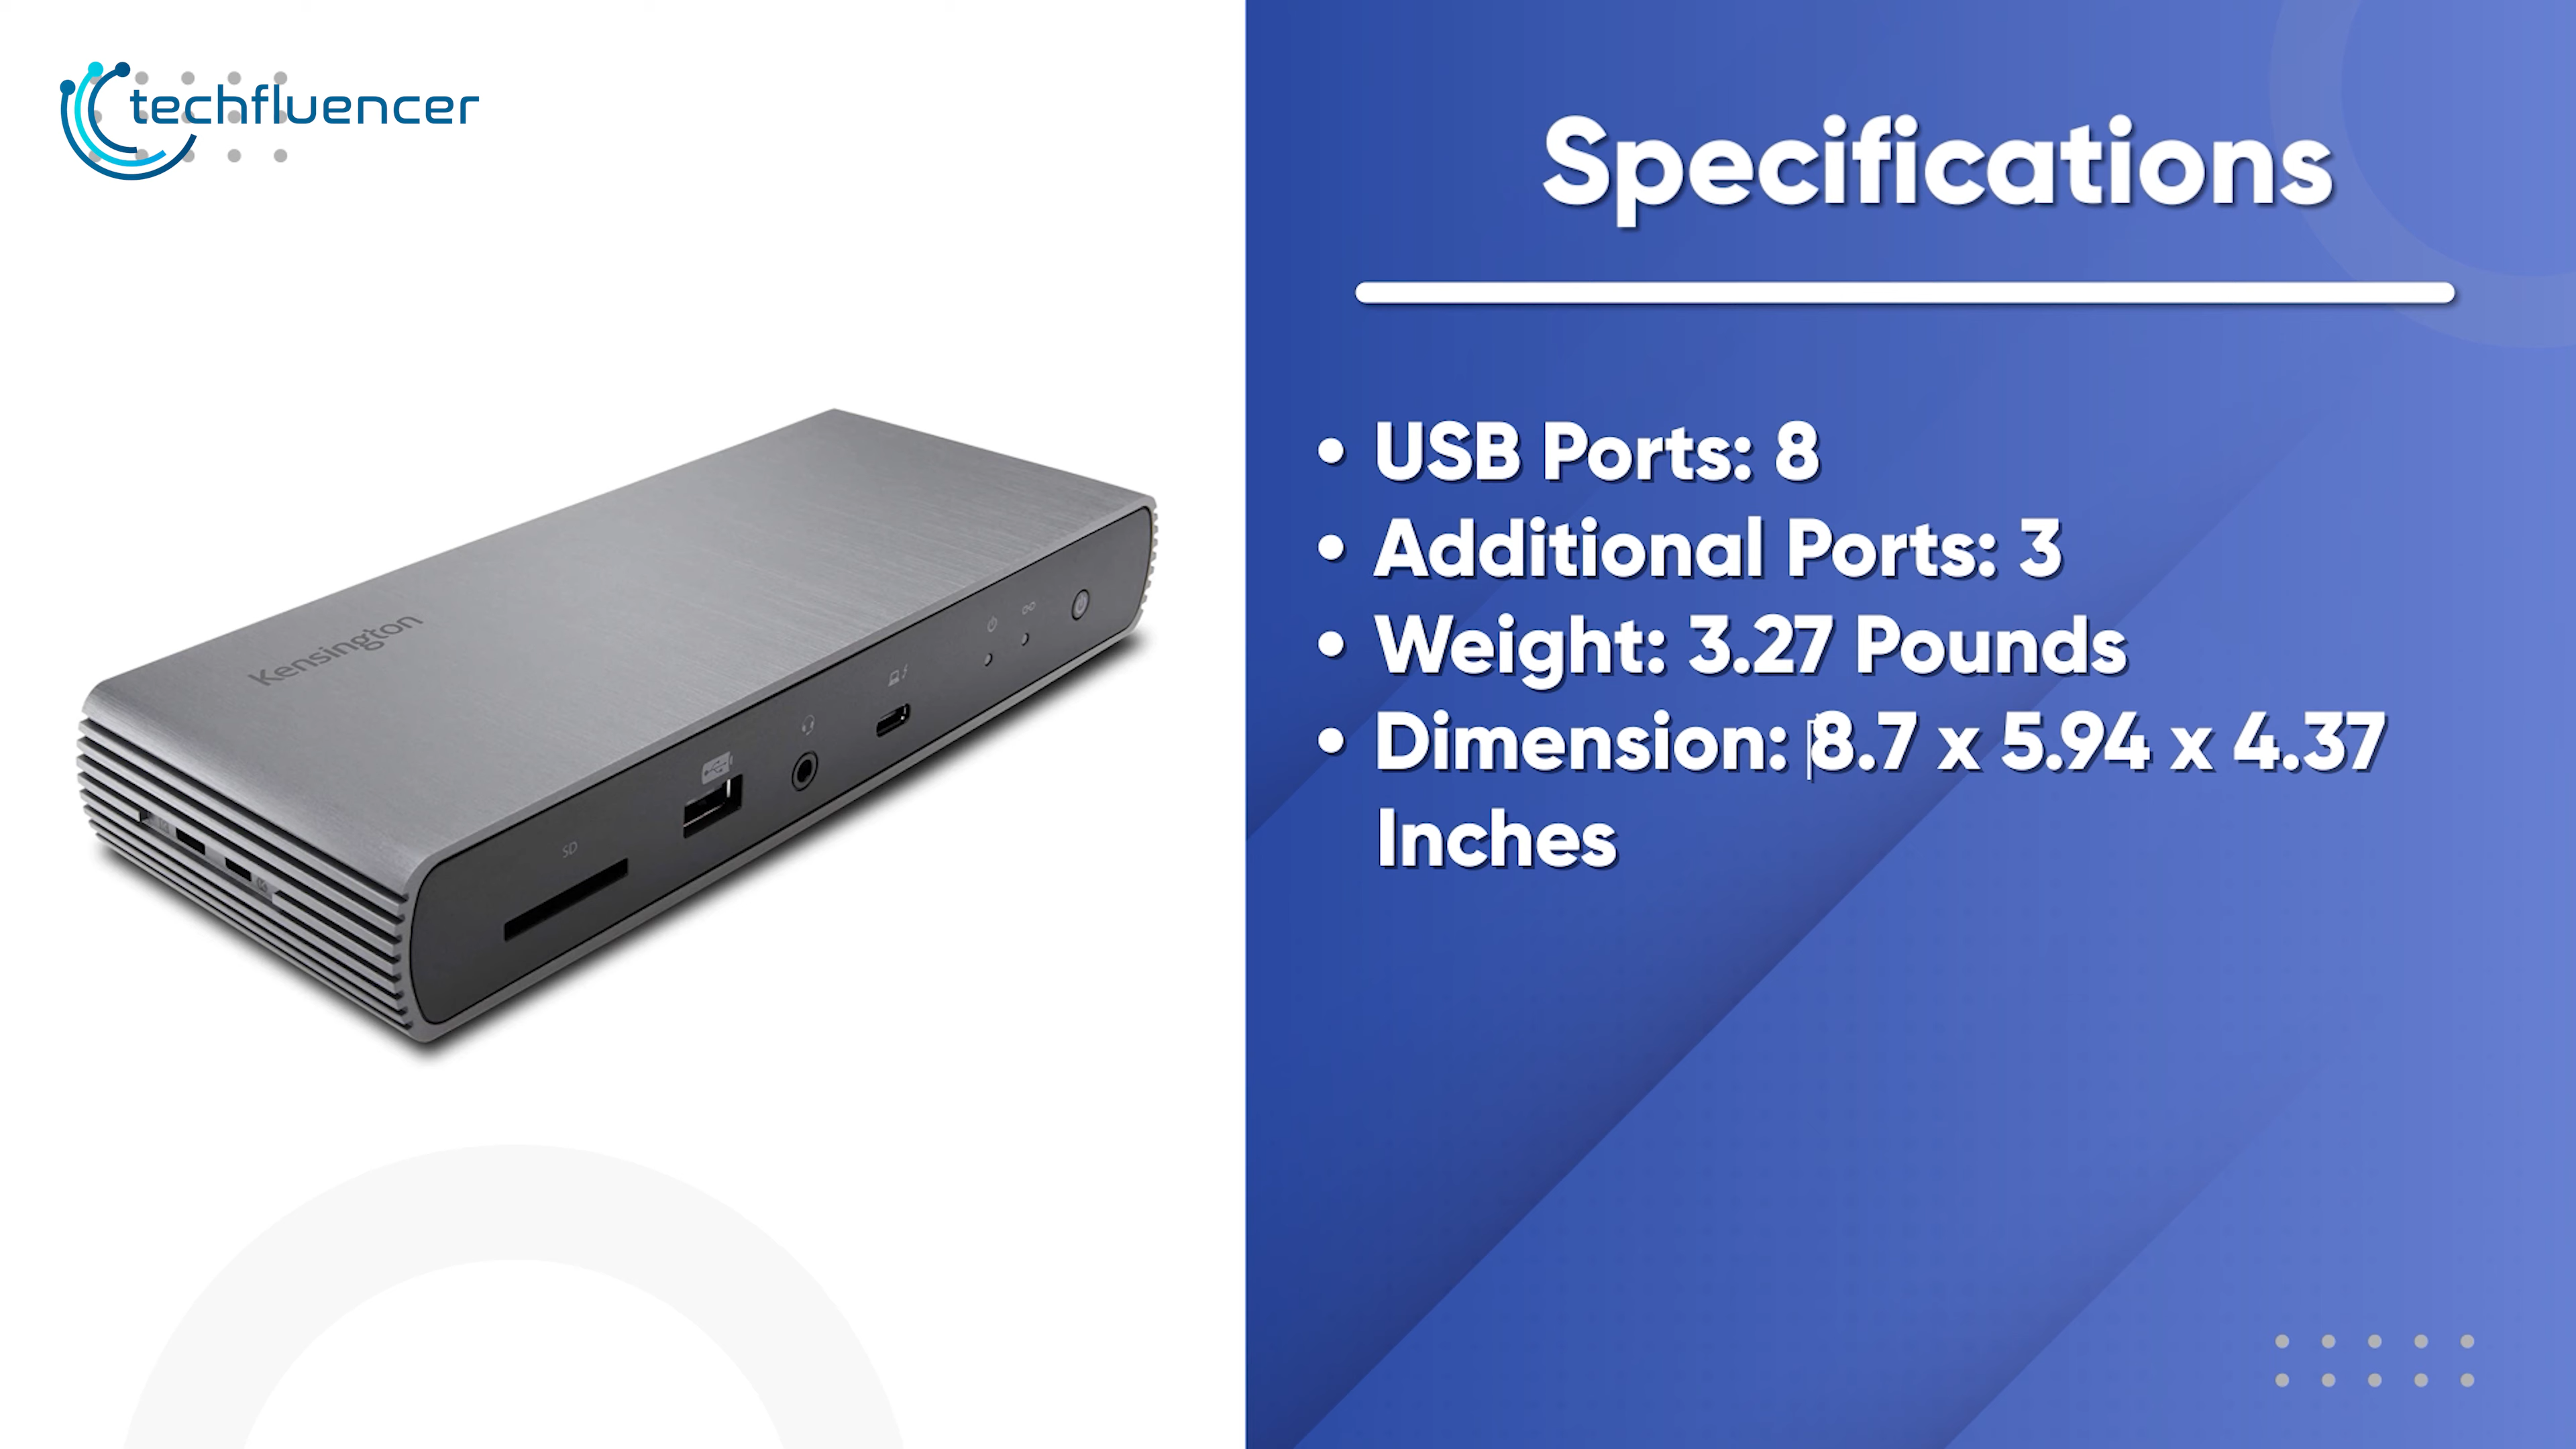 techfluencer
Specifications
• USB Ports: 8
• Additional Ports: 3
• Weight: 3.27 Pounds
• Dimension: 8.7 x 5.94 x 4.37
Inches
Kensington
SD